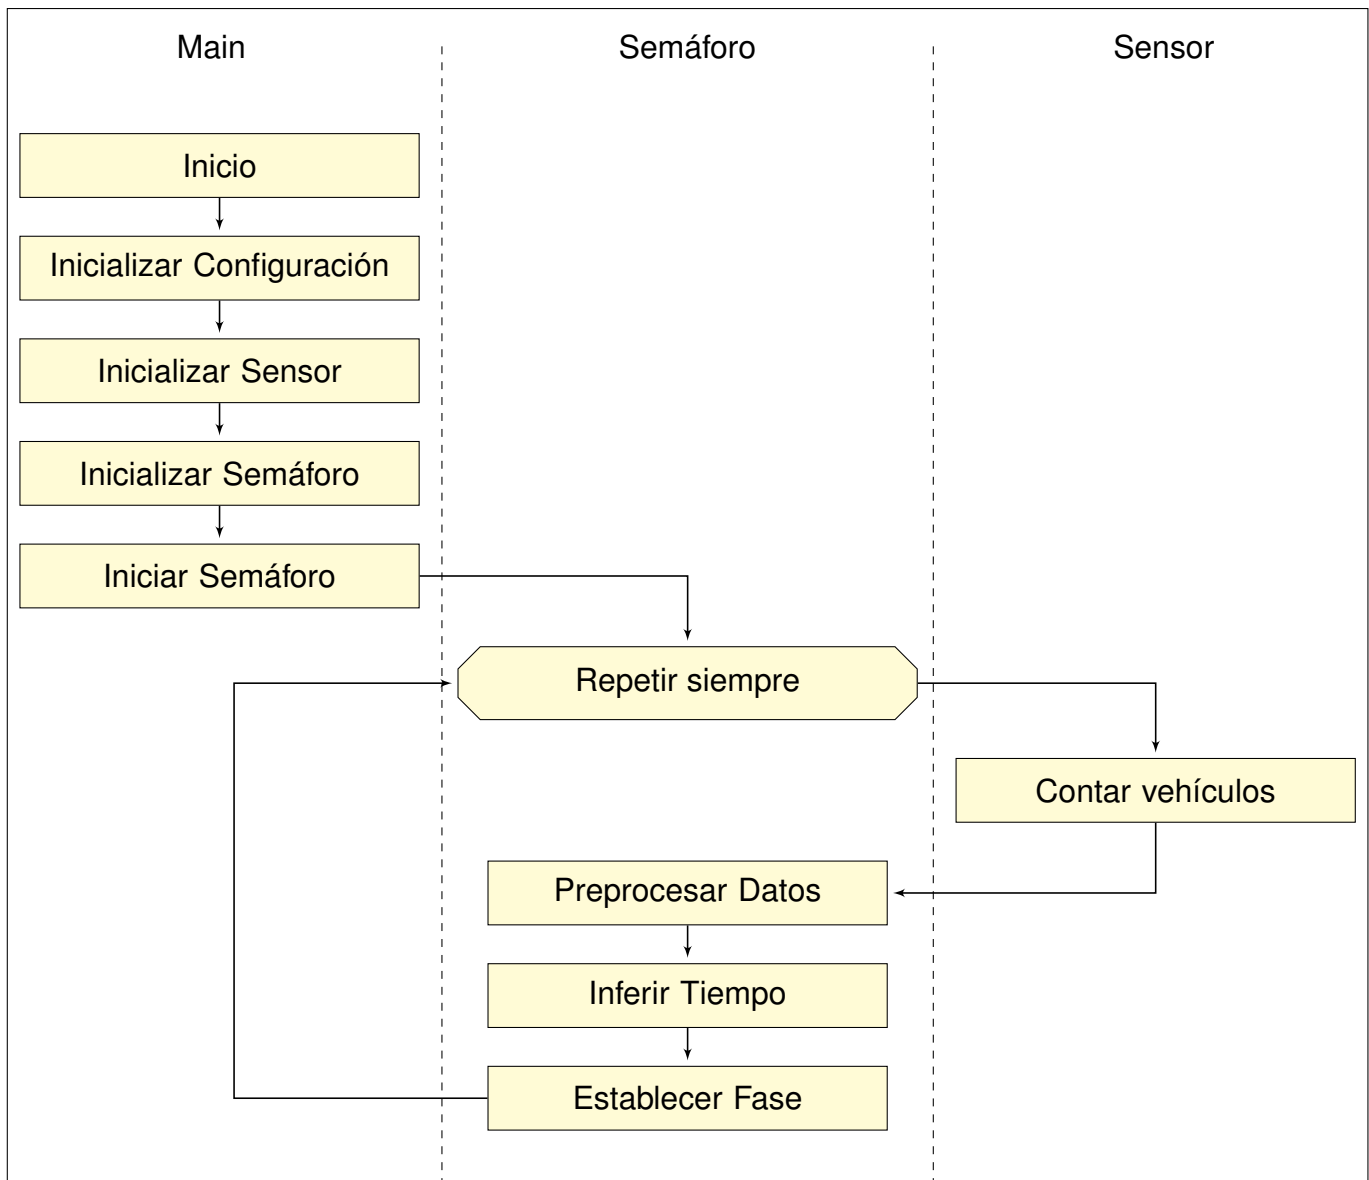 Main
Semáforo
Sensor
Inicio
Inicializar Configuración
Inicializar Sensor
Inicializar Semáforo
Iniciar Semáforo
Repetir siempre
Contar vehículos
Preprocesar Datos
Inferir Tiempo
Establecer Fase